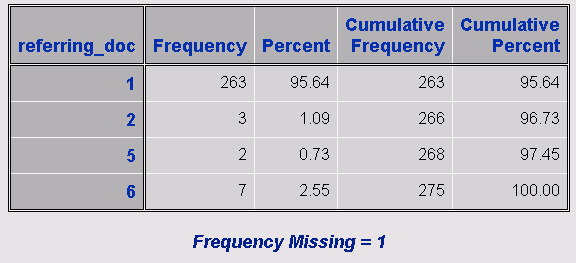 referring_doc Frequency Percent Cumulative Frequency Cumulative Percent
1 263 95.64 263 95.64
2 3 1.09 266 96.73
5 2 0.73 268 97.45
6 7 2.55 275 100.00
Frequency Missing = 1